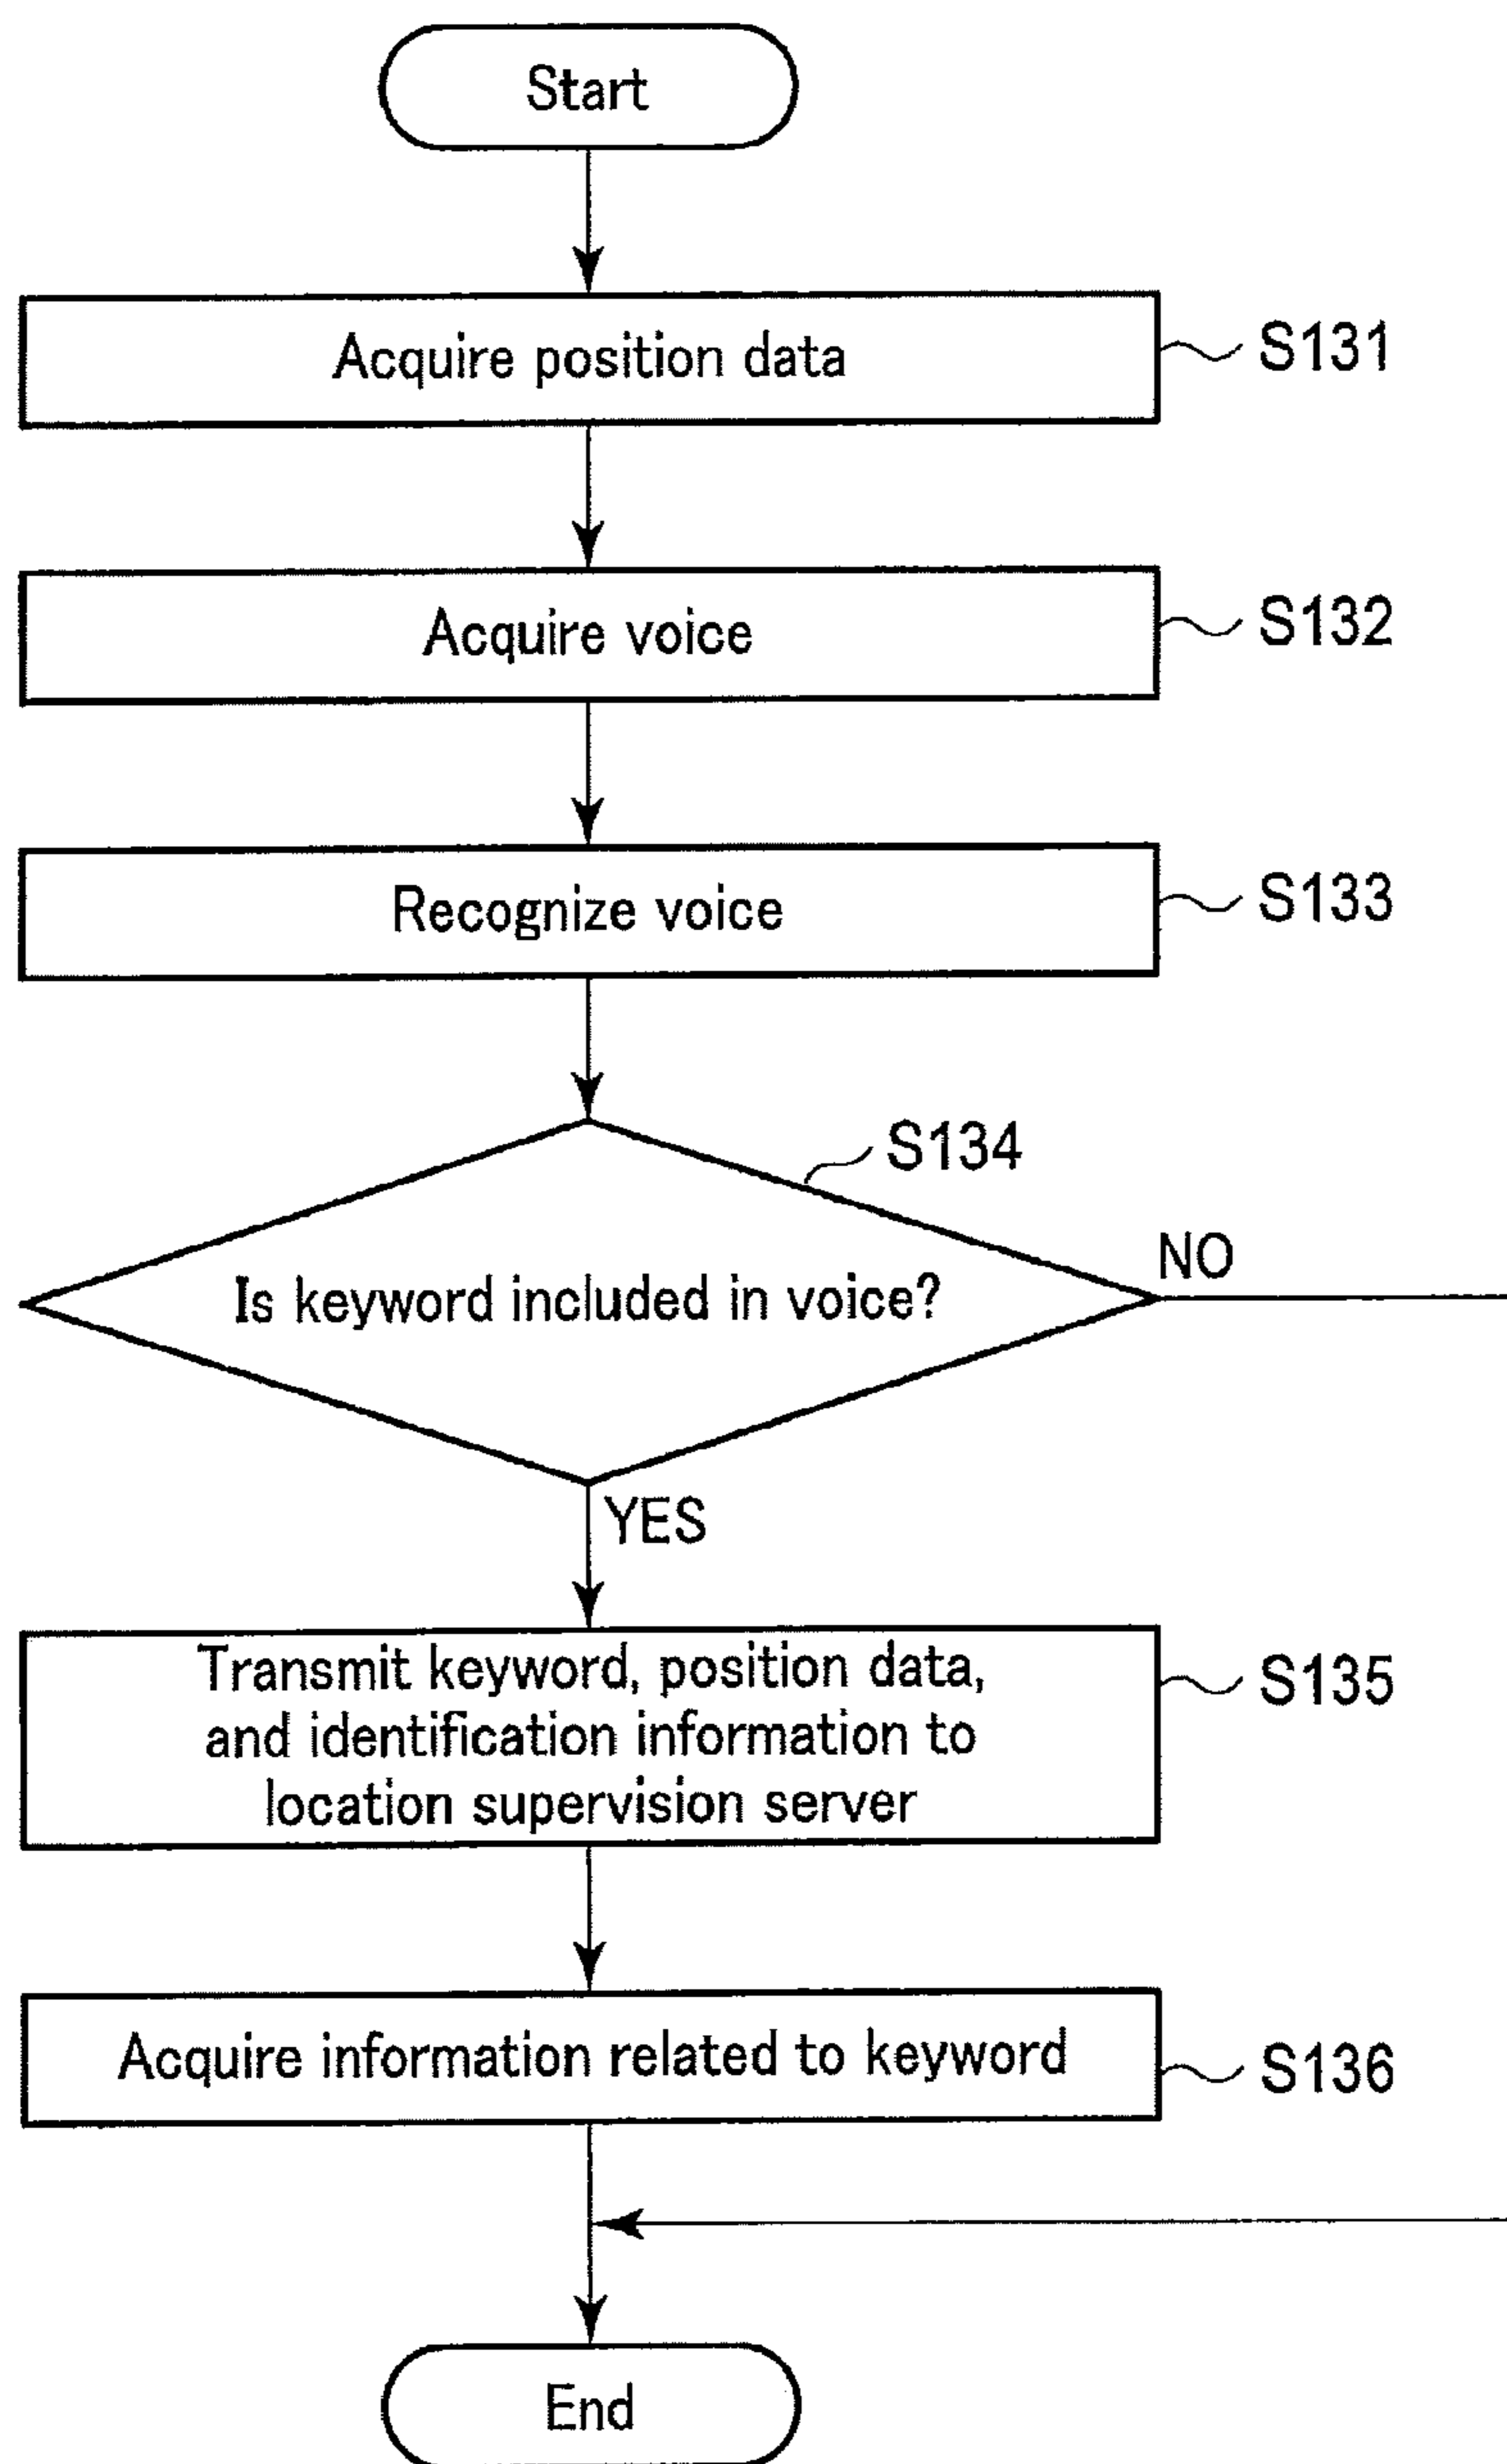 Start
Acquire position data
S131
Acquire voice
S132
Recognize voice
S133
S134
Is keyword included in voice?
NO
YES
Transmit keyword, position data,
and identification information to
location supervision server
S135
Acquire information related to keyword
S136
End